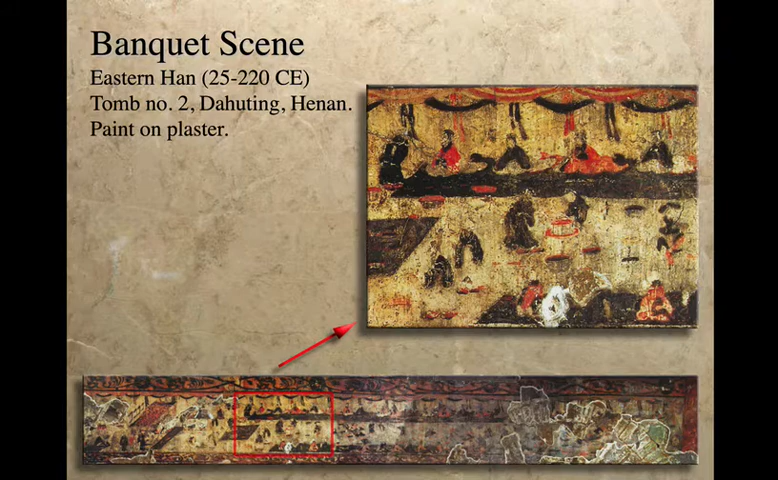 Banquet Scene
Eastern Han (25-220 CE)
Tomb no. 2, Dahuting, Henan.
Paint on plaster.